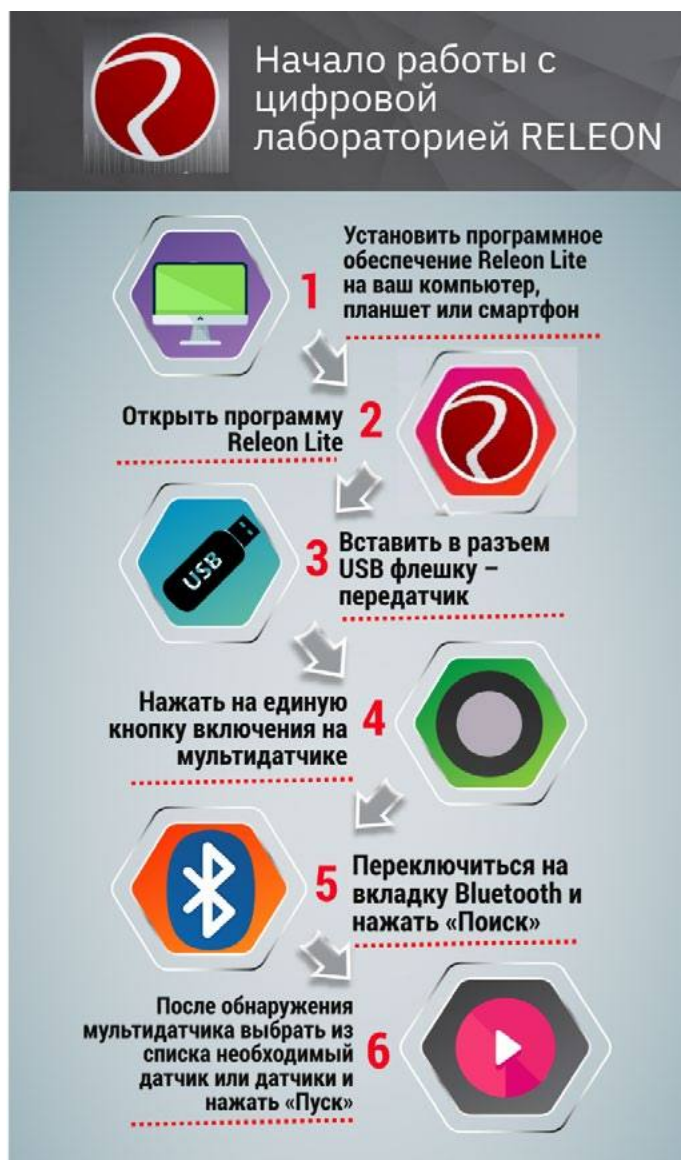 Начало работы с
цифровой
лабораторией RELEON
1
Установить программное
обеспечение Releon Lite
на ваш компьютер,
планшет или смартфон
Открыть программу
Releon Lite
2
USB
3
Вставить в разъем
USB флешку –
передатчик
Нажать на единую
кнопку включения на
мультидатчике
4
5
Переключиться на
вкладку Bluetooth и
нажать «Поиск»
После обнаружения
мультидатчика выбрать из
списка необходимый
датчик или датчики и
нажать «Пуск»
6